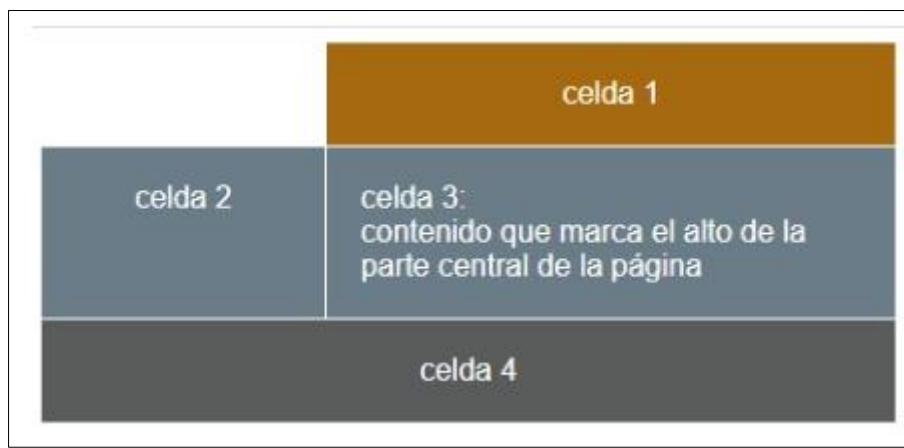 celda 1
celda 2
celda 3:
contenido que marca el alto de la
parte central de la página
celda 4